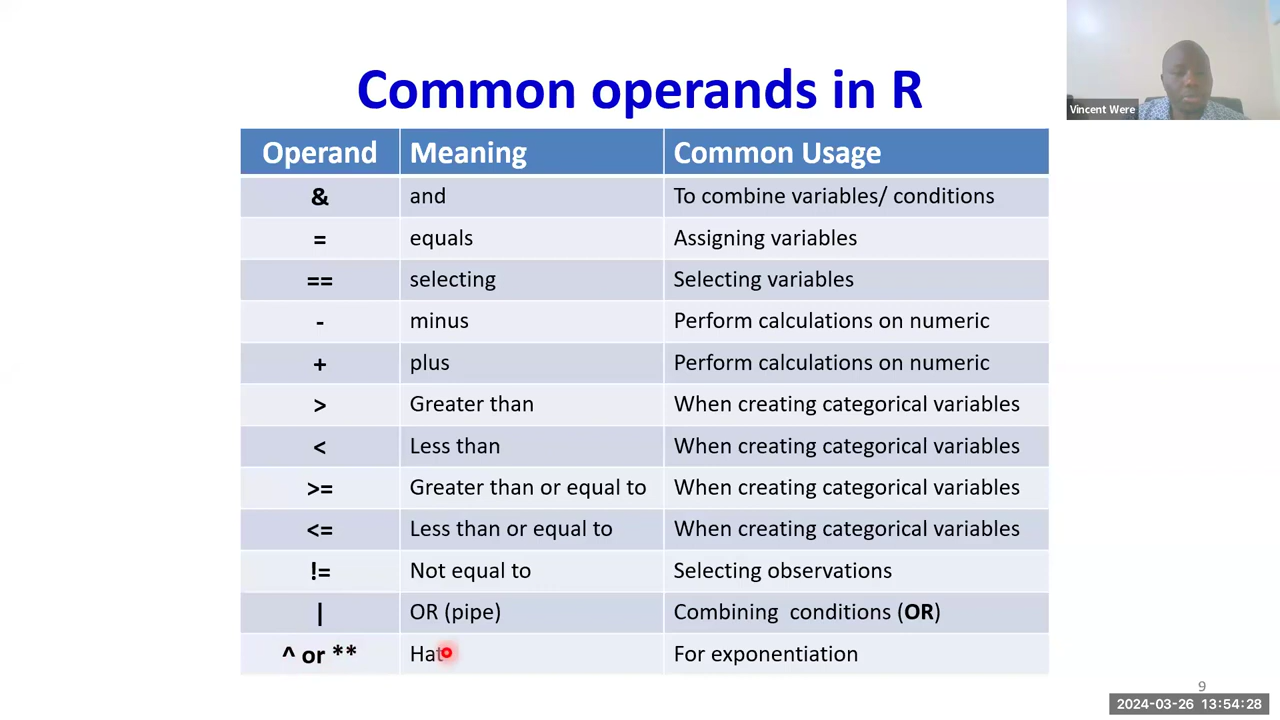 Vincent Were
Common operands in R
Operand Meaning Common Usage
& and To combine variables/ conditions
= equals Assigning variables
== selecting Selecting variables
- minus Perform calculations on numeric
+ plus Perform calculations on numeric
> Greater than When creating categorical variables
< Less than When creating categorical variables
>= Greater than or equal to When creating categorical variables
<= Less than or equal to When creating categorical variables
!= Not equal to Selecting observations
| OR (pipe) Combining conditions (OR)
^ or ** Hat For exponentiation
9
2024-03-26 13:54:28